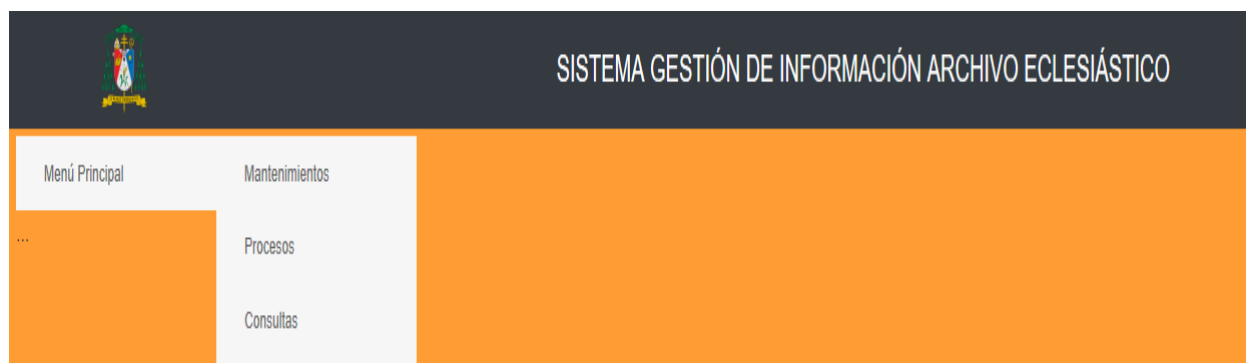 SISTEMA GESTIÓN DE INFORMACIÓN ARCHIVO ECLESIÁSTICO
Menú Principal
Mantenimientos
...
Procesos
Consultas